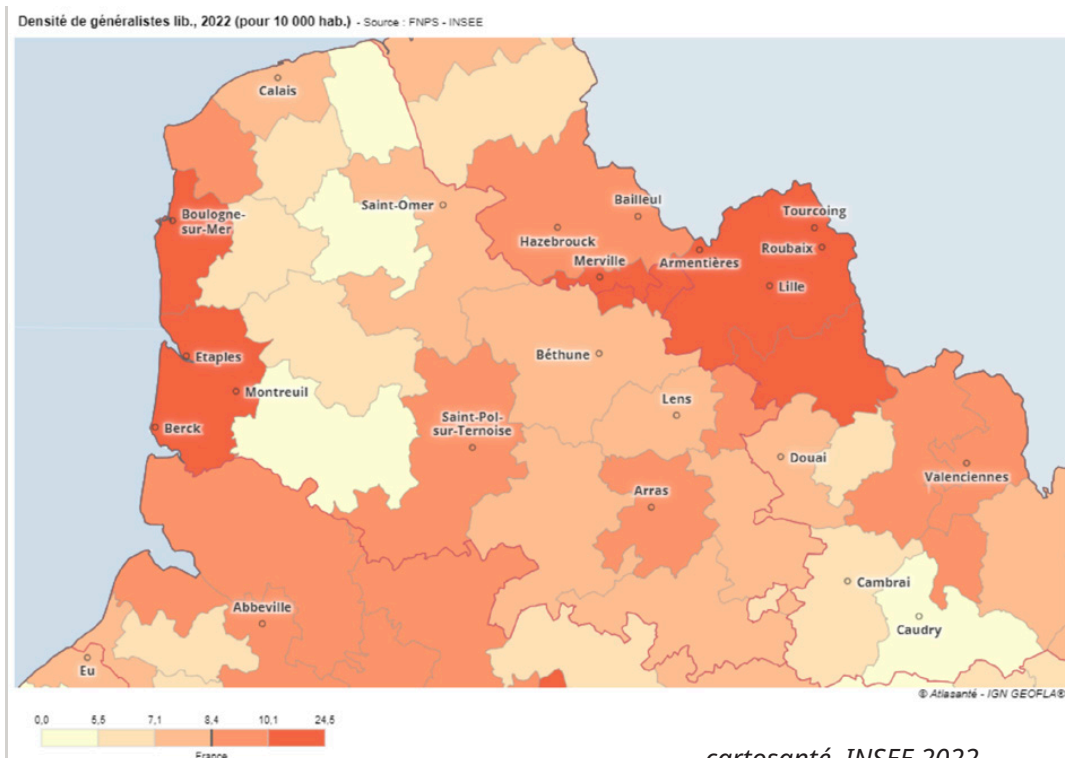 Densité de généralistes lib., 2022 (pour 10 000 hab.) - Source : FNPS - INSEE
Calais
Saint-Omer
Bailleul
Tourcoing
Boulogne-
sur-Mer
Hazebrouck
Roubaix
Merville
Armentières
Lille
Etaples
Béthune
Montreuil
Lens
Saint-Pol-
sur-Ternoise
Berck
Douai
Valenciennes
Arras
Cambrai
Abbeville
Caudry
Eu
© Atlasanté - IGN GEOFLA®
0,0 5,5 7,1 8,4 10,1 24,5
France
cartosanté, INSEE 2022